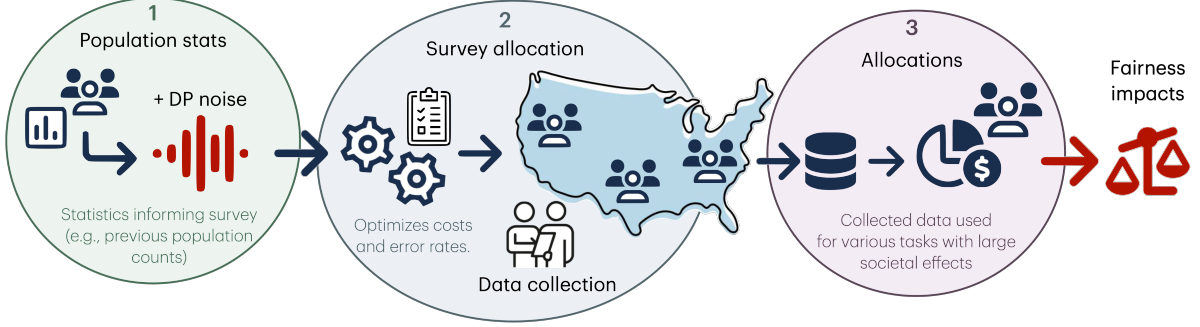 1
Population stats
+ DP noise
Statistics informing survey
(e.g., previous population
counts)
2
Survey allocation
Optimizes costs
and error rates.
Data collection
3
Allocations
$
Collected data used
for various tasks with large
societal effects
Fairness
impacts